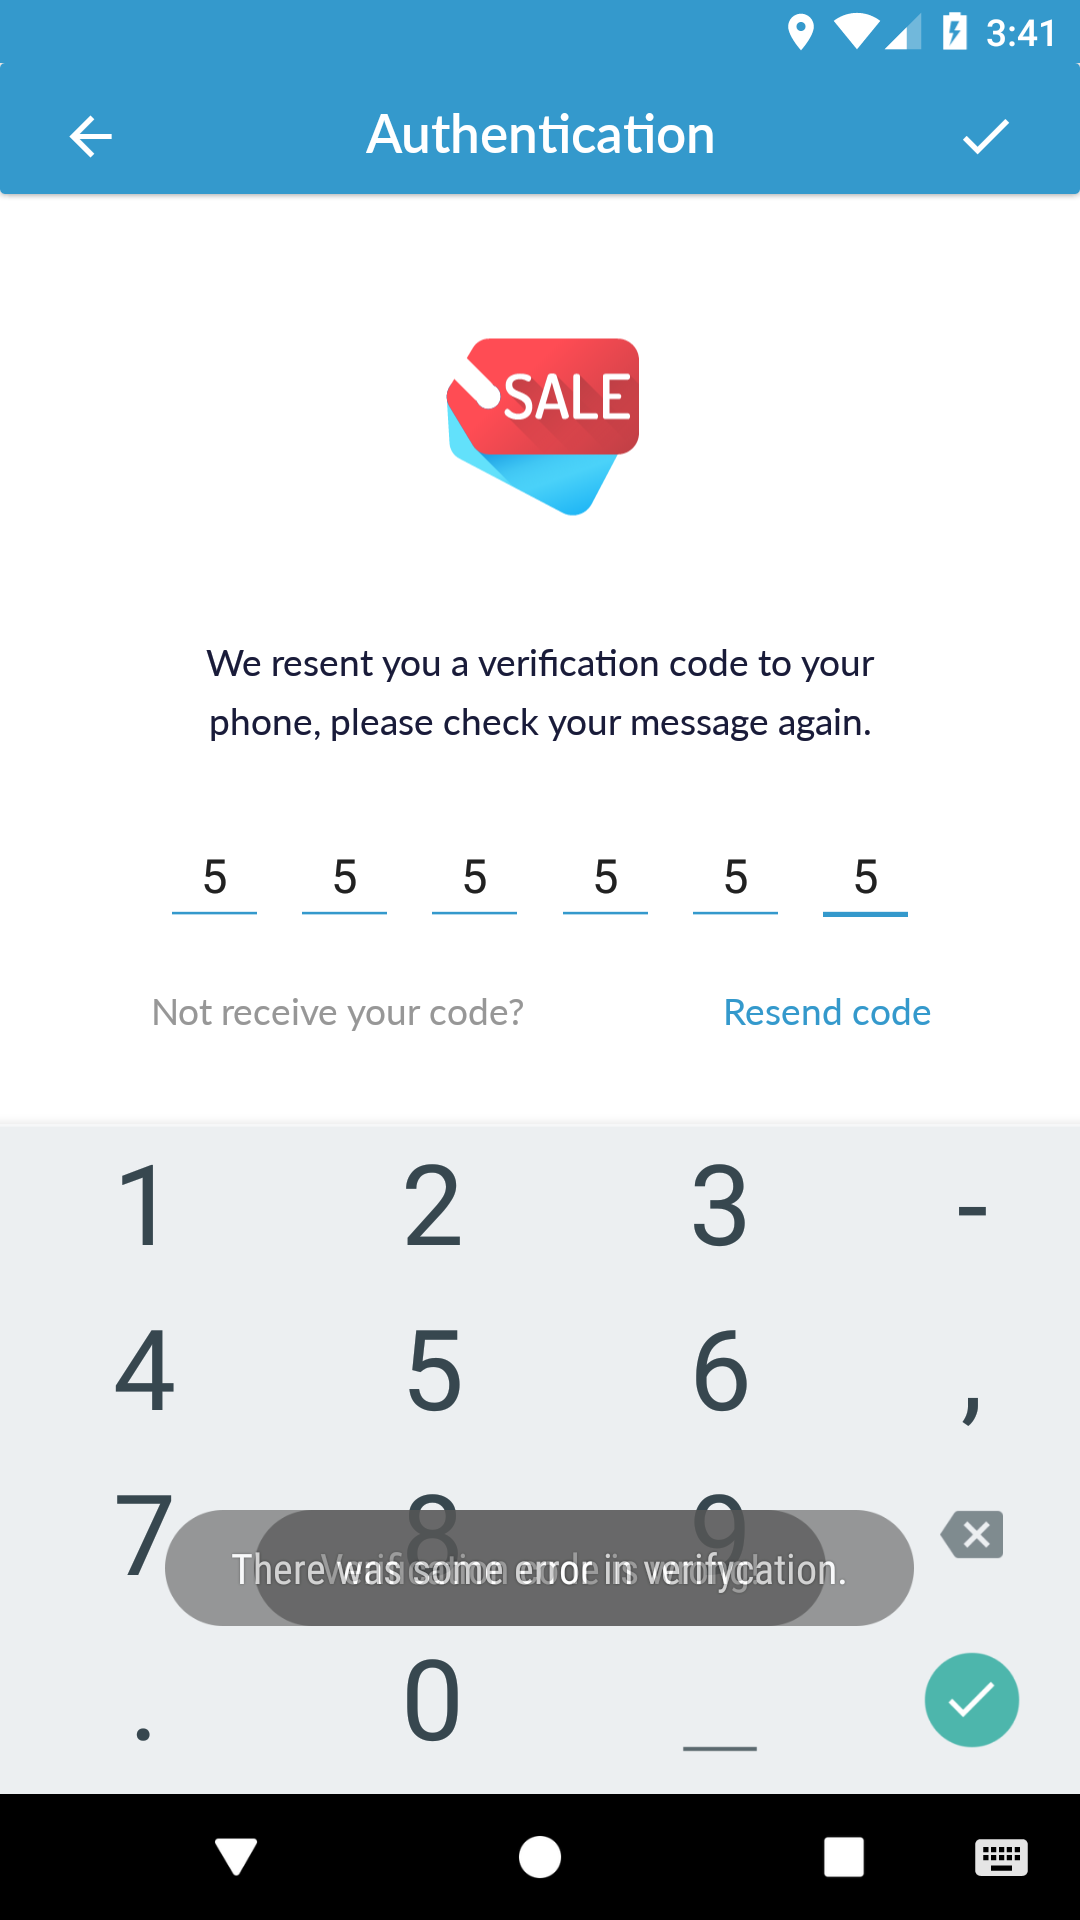 3:41
Authentication
SALE
We resent you a verification code to your
phone, please check your message again.
5 5 5 5 5 5
Not receive your code? Resend code
1 2 3 -
4 5 6 ,
7 8 9
There was some error in verifycation.
. 0 _